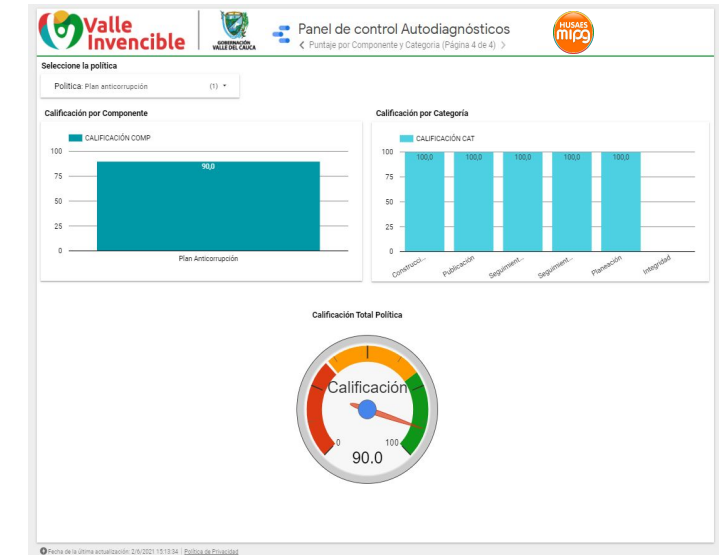 Valle
Invencible
GOBERNACIÓN
VALLE DEL CAUCA
Panel de control Autodiagnósticos
Puntaje por Componente y Categoria (Página 4 de 4)
HUSAES
mipg
Seleccione la política
Política: Plan anticorrupción (1)
Calificación por Componente
CALIFICACIÓN COMP
100
75
50
25
0
90,0
Plan Anticorrupción
Calificación por Categoría
CALIFICACIÓN CAT
100
75
50
25
0
100,0 100,0 100,0 100,0 100,0
Construcci... Publicación Seguimient... Seguimient... Planeación Integridad
Calificación Total Política
Calificación
0 100
90.0
Fecha de la última actualización: 2/6/2021 15:13:34 Política de Privacidad